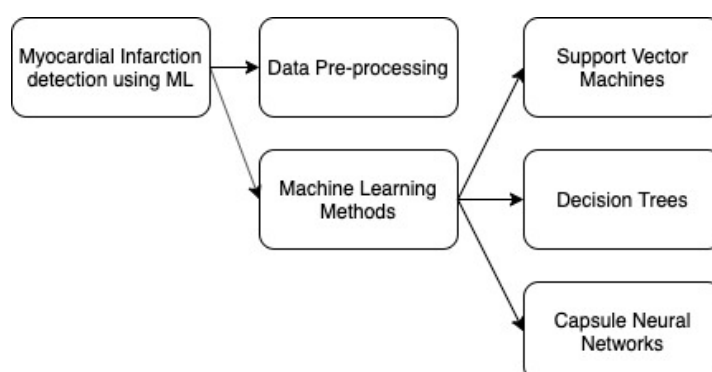 Myocardial Infarction
detection using ML
Data Pre-processing
Support Vector
Machines
Machine Learning
Methods
Decision Trees
Capsule Neural
Networks